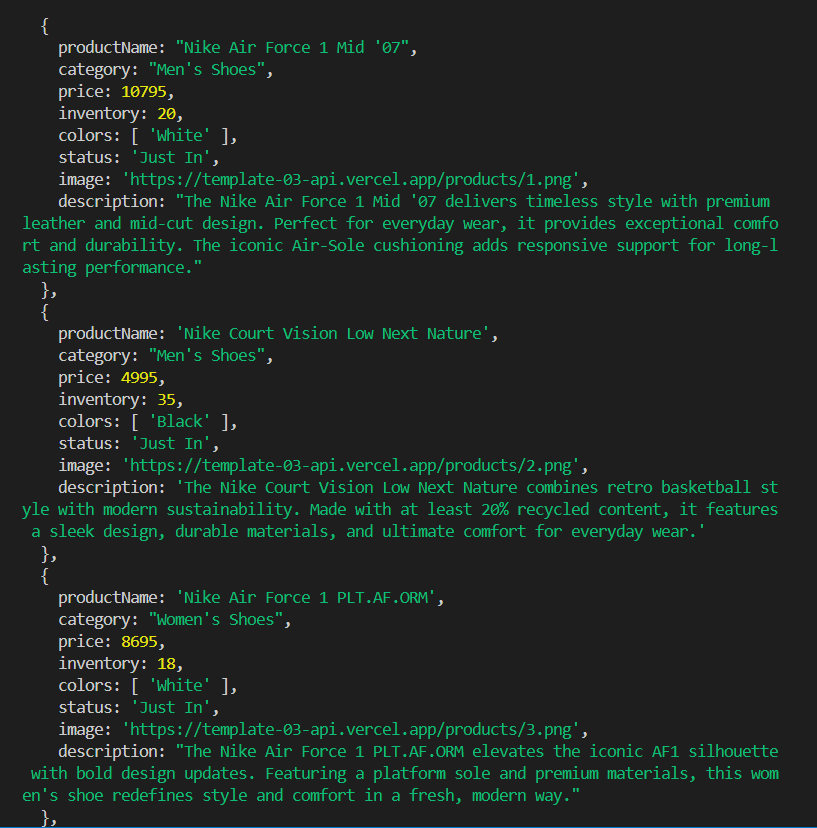 {
productName: "Nike Air Force 1 Mid '07",
category: "Men's Shoes",
price: 10795,
inventory: 20,
colors: [ 'White' ],
status: 'Just In',
image: 'https://template-03-api.vercel.app/products/1.png',
description: "The Nike Air Force 1 Mid '07 delivers timeless style with premium
leather and mid-cut design. Perfect for everyday wear, it provides exceptional comfo
rt and durability. The iconic Air-Sole cushioning adds responsive support for long-l
asting performance."
},
{
productName: 'Nike Court Vision Low Next Nature',
category: "Men's Shoes",
price: 4995,
inventory: 35,
colors: [ 'Black' ],
status: 'Just In',
image: 'https://template-03-api.vercel.app/products/2.png',
description: 'The Nike Court Vision Low Next Nature combines retro basketball st
yle with modern sustainability. Made with at least 20% recycled content, it features
a sleek design, durable materials, and ultimate comfort for everyday wear.'
},
{
productName: 'Nike Air Force 1 PLT.AF.ORM',
category: "Women's Shoes",
price: 8695,
inventory: 18,
colors: [ 'White' ],
status: 'Just In',
image: 'https://template-03-api.vercel.app/products/3.png',
description: "The Nike Air Force 1 PLT.AF.ORM elevates the iconic AF1 silhouette
with bold design updates. Featuring a platform sole and premium materials, this wom
en's shoe redefines style and comfort in a fresh, modern way."
},